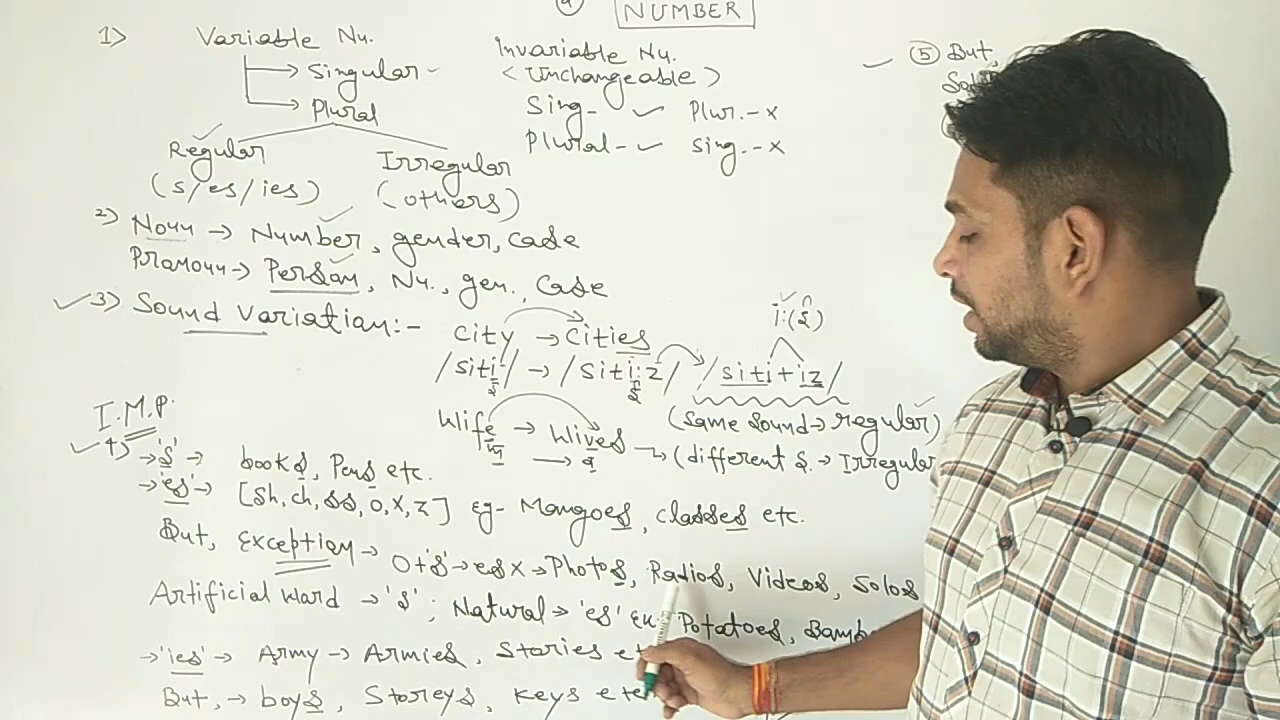 NUMBER
1) Variable Nu.
→ Singular
→ Plural
Regular
(s/es/ies)
Irregular
(others)
Invariable Nu.
< Unchangeable >
Sing- ✓ Plur.-x
Plural- ✓ Sing.-x
✓ ⑤ But,
2) Noun → Number, gender, case
Pronoun → Person, Nu., gen., Case
✓ 3) Sound Variation:-
city → Cities
/siti/ → /siti:z/ /siti+iz/
i:(ई)
Wife → Wives
(Same Sound → regular)
→ (different S. → Irregular
I.M.P.
✓ 4) → 's' → books, Pens etc.
→ 'es' → [Sh, ch, ss, o, x, z] eg- Mangoes, classes etc.
But, exception → O+'s' → es x → Photos, Radios, Videos, Solos
Artificial Word → 's' ; Natural → 'es' Ex: Potatoes,
→ 'ies' → Army → Armies, Stories
But, → boys, Storeys, Keys etc